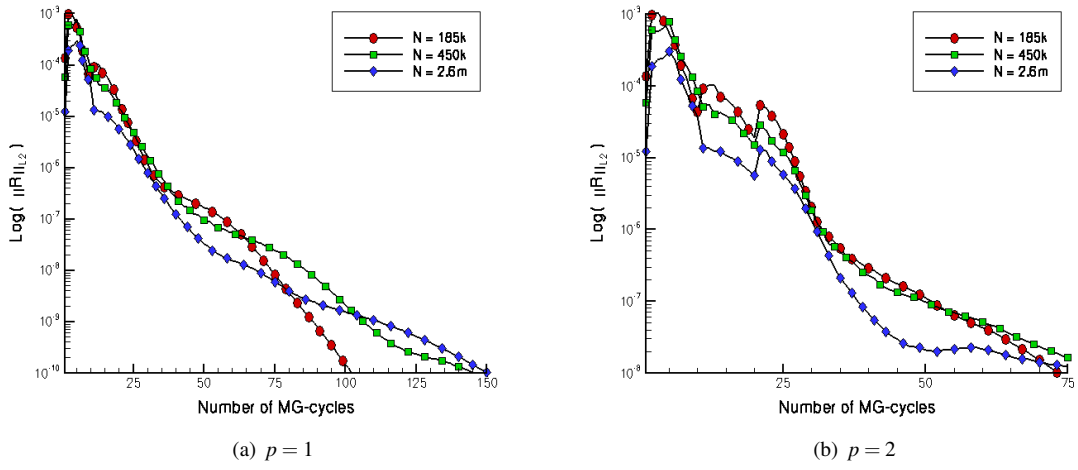 10^-3
10^-4
10^-5
10^-6
10^-7
10^-8
10^-9
10^-10
Log( ||R||_L2 )
25 50 75 100 125 150
Number of MG-cycles
N = 185k
N = 450k
N = 2.6m
(a) p = 1
10^-3
10^-4
10^-5
10^-6
10^-7
10^-8
Log( ||R||_L2 )
25 50 75
Number of MG-cycles
N = 185k
N = 450k
N = 2.6m
(b) p = 2